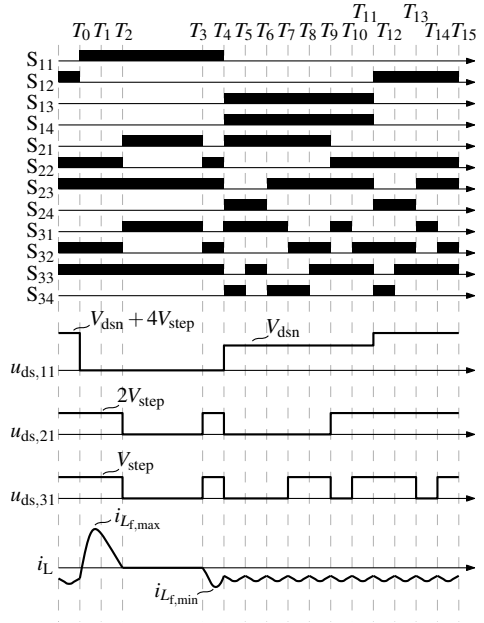 T11 T13
T0 T1 T2 T3 T4 T5 T6 T7 T8 T9 T10 T12 T14 T15
S11
S12
S13
S14
S21
S22
S23
S24
S31
S32
S33
S34
Vdsn + 4Vstep
Vdsn
uds,11
2Vstep
uds,21
Vstep
uds,31
iLf,max
iL
iLf,min